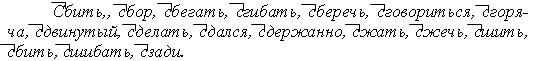 Сбить,, сбор, сбегать, сгибать, сберечь, сговориться, сгоря-
ча, сдвинутый, сделать, сдался, сдержанно, сжать, сжечь, сшить,
сбить, сшибать, сзади.